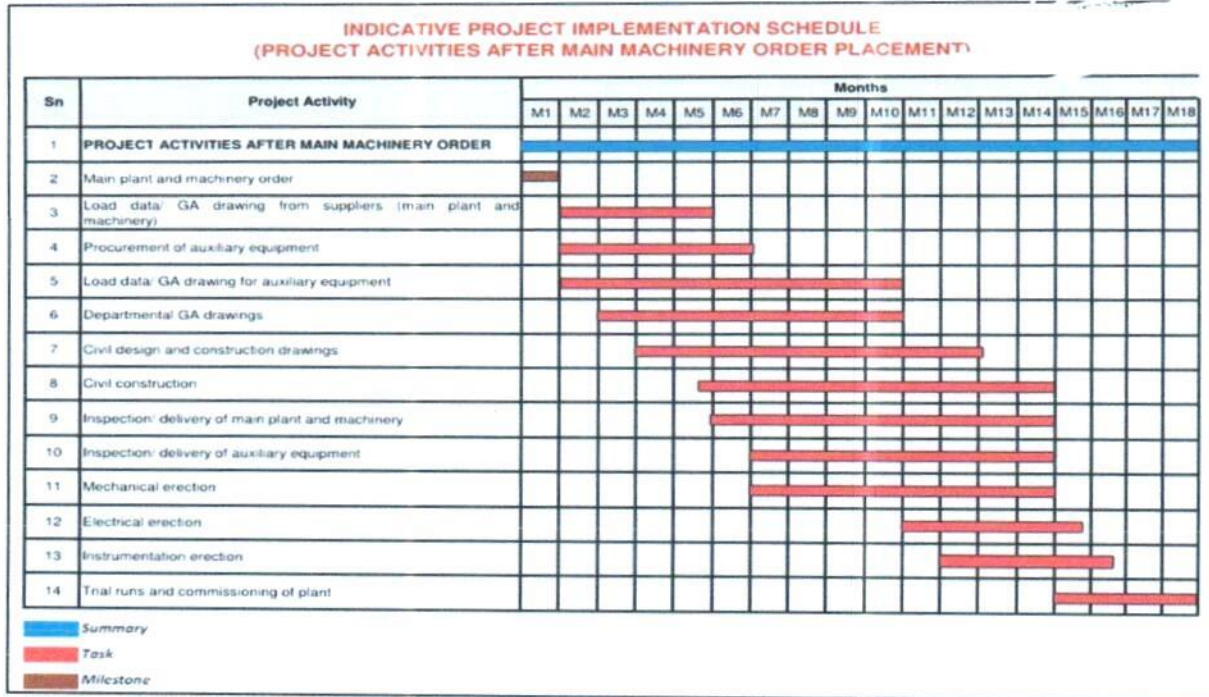 INDICATIVE PROJECT IMPLEMENTATION SCHEDULE
(PROJECT ACTIVITIES AFTER MAIN MACHINERY ORDER PLACEMENT)
Sn Project Activity Months
M1 M2 M3 M4 M5 M6 M7 M8 M9 M10 M11 M12 M13 M14 M15 M16 M17 M18
1 PROJECT ACTIVITIES AFTER MAIN MACHINERY ORDER
2 Main plant and machinery order
3 Load data/ GA drawing from suppliers (main plant and
machinery)
4 Procurement of auxiliary equipment
5 Load data/ GA drawing for auxiliary equipment
6 Departmental GA drawings
7 Civil design and construction drawings
8 Civil construction
9 Inspection/ delivery of main plant and machinery
10 Inspection/ delivery of auxiliary equipment
11 Mechanical erection
12 Electrical erection
13 Instrumentation erection
14 Trial runs and commissioning of plant
Summary
Task
Milestone